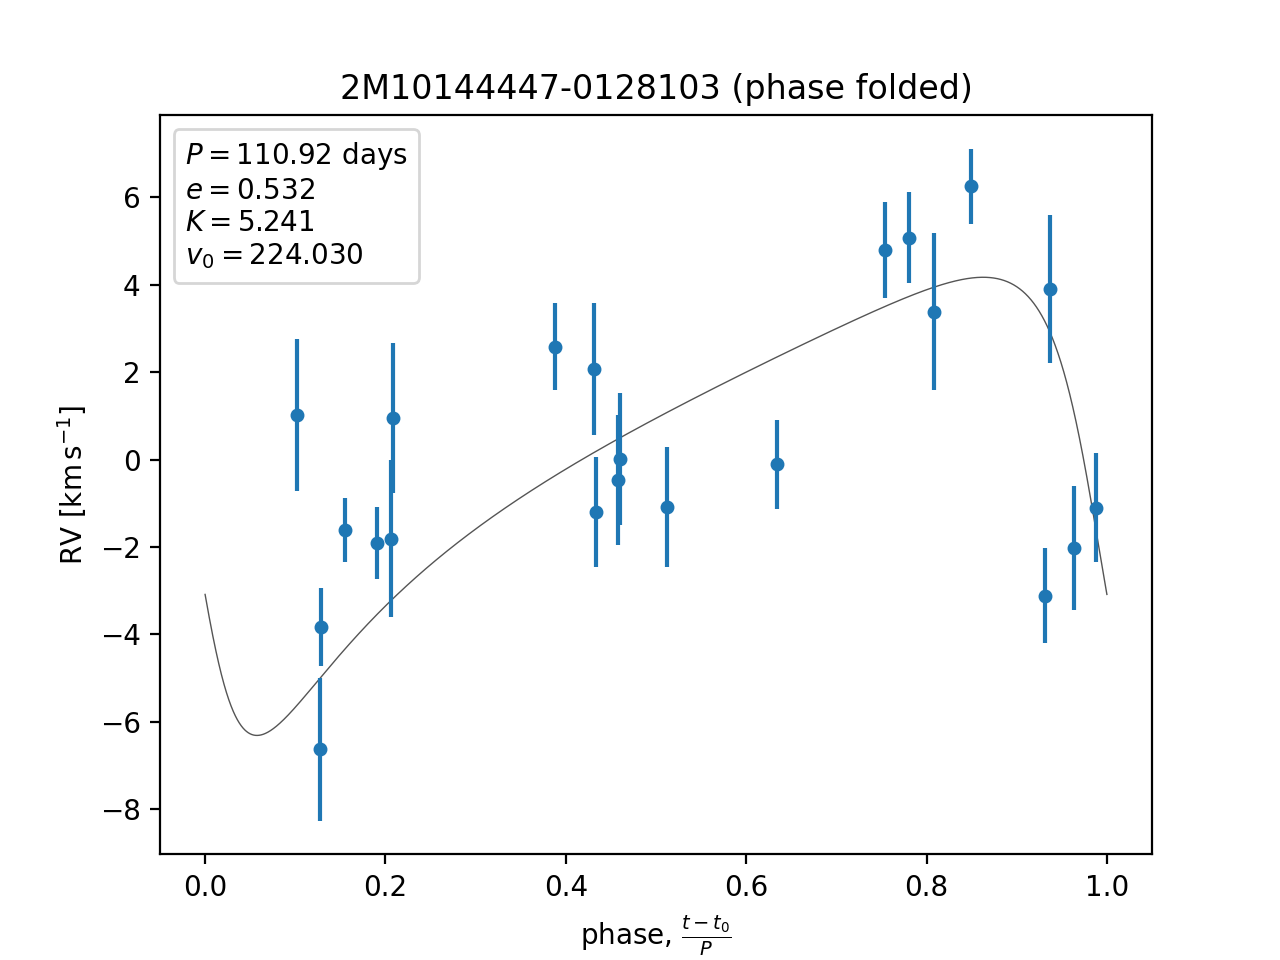 2M10144447-0128103 (phase folded)
P = 110.92 days
e = 0.532
K = 5.241
v₀ = 224.030
6
4
2
0
−2
−4
−6
−8
RV [km s⁻¹]
0.0 0.2 0.4 0.6 0.8 1.0
phase, (t − t₀)/P